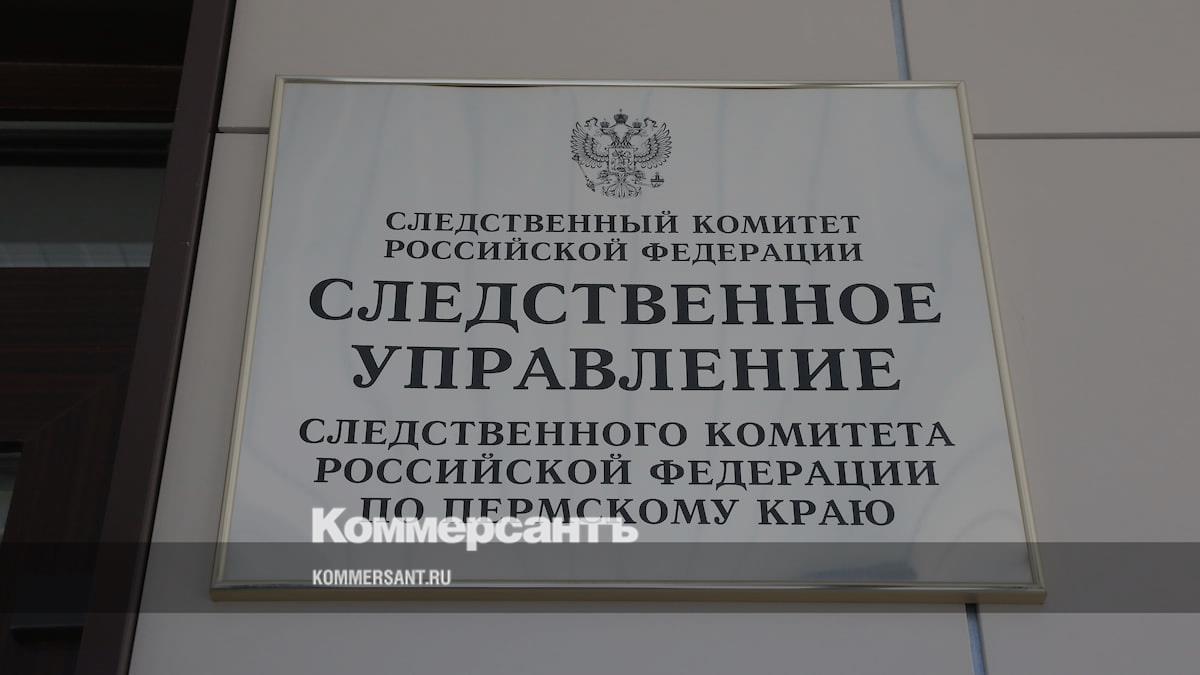 СЛЕДСТВЕННЫЙ КОМИТЕТ
РОССИЙСКОЙ ФЕДЕРАЦИИ
СЛЕДСТВЕННОЕ
УПРАВЛЕНИЕ
СЛЕДСТВЕННОГО КОМИТЕТА
РОССИЙСКОЙ ФЕДЕРАЦИИ
ПО ПЕРМСКОМУ КРАЮ
Коммерсантъ
KOMMERSANT.RU